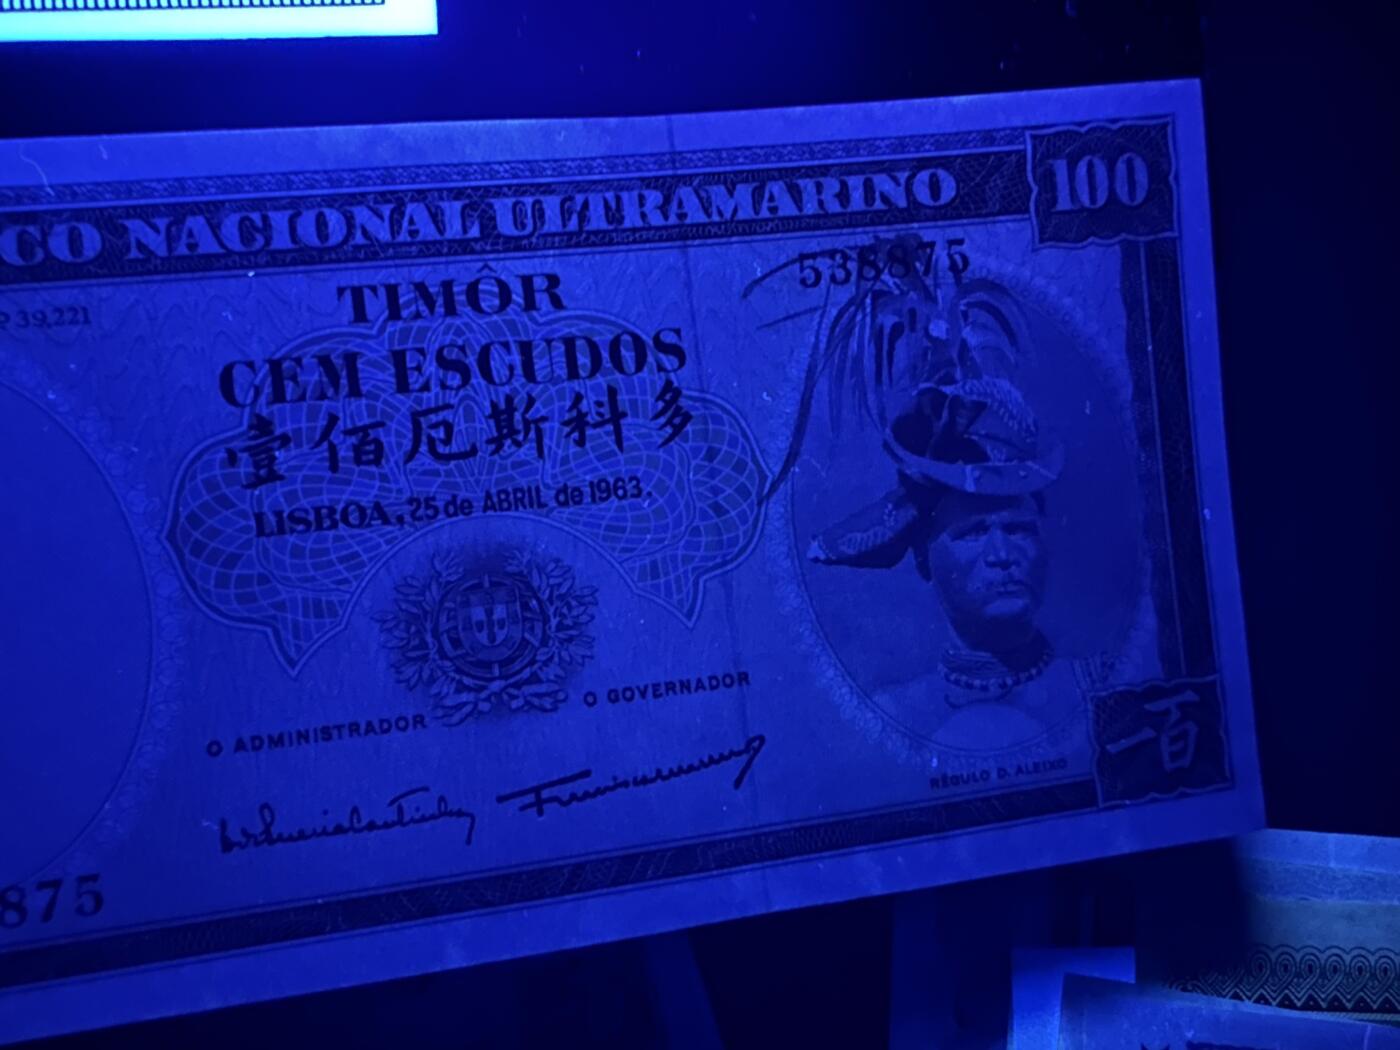 CO NACIONAL ULTRAMARINO
100
39,221
TIMÔR
538875
CEM ESCUDOS
壹佰厄斯科多
LISBOA, 25 de ABRIL de 1963.
O ADMINISTRADOR
O GOVERNADOR
RÉGULO D. ALEIXO
一百
875